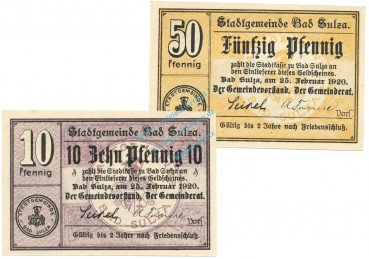 50
Pfennig
Stadtgemeinde Bad Sulza.
Fünfzig Pfennig
zahlt die Stadtkasse zu Bad Sulza an
den Einlieferer dieses Geldscheines.
Bad Sulza, am 25. Februar 1920.
Der Gemeindevorstand. Der Gemeinderat.
Gültig bis 2 Jahre nach Friedensschluß.
10
Pfennig
Stadtgemeinde Bad Sulza.
10 Zehn Pfennig 10
zahlt die Stadtkasse zu Bad Sulza an
den Einlieferer dieses Geldscheines.
Bad Sulza, am 25. Februar 1920.
Der Gemeindevorstand. Der Gemeinderat.
STADTGEMEINDE
BAD SULZA
Gültig bis 2 Jahre nach Friedensschluß.